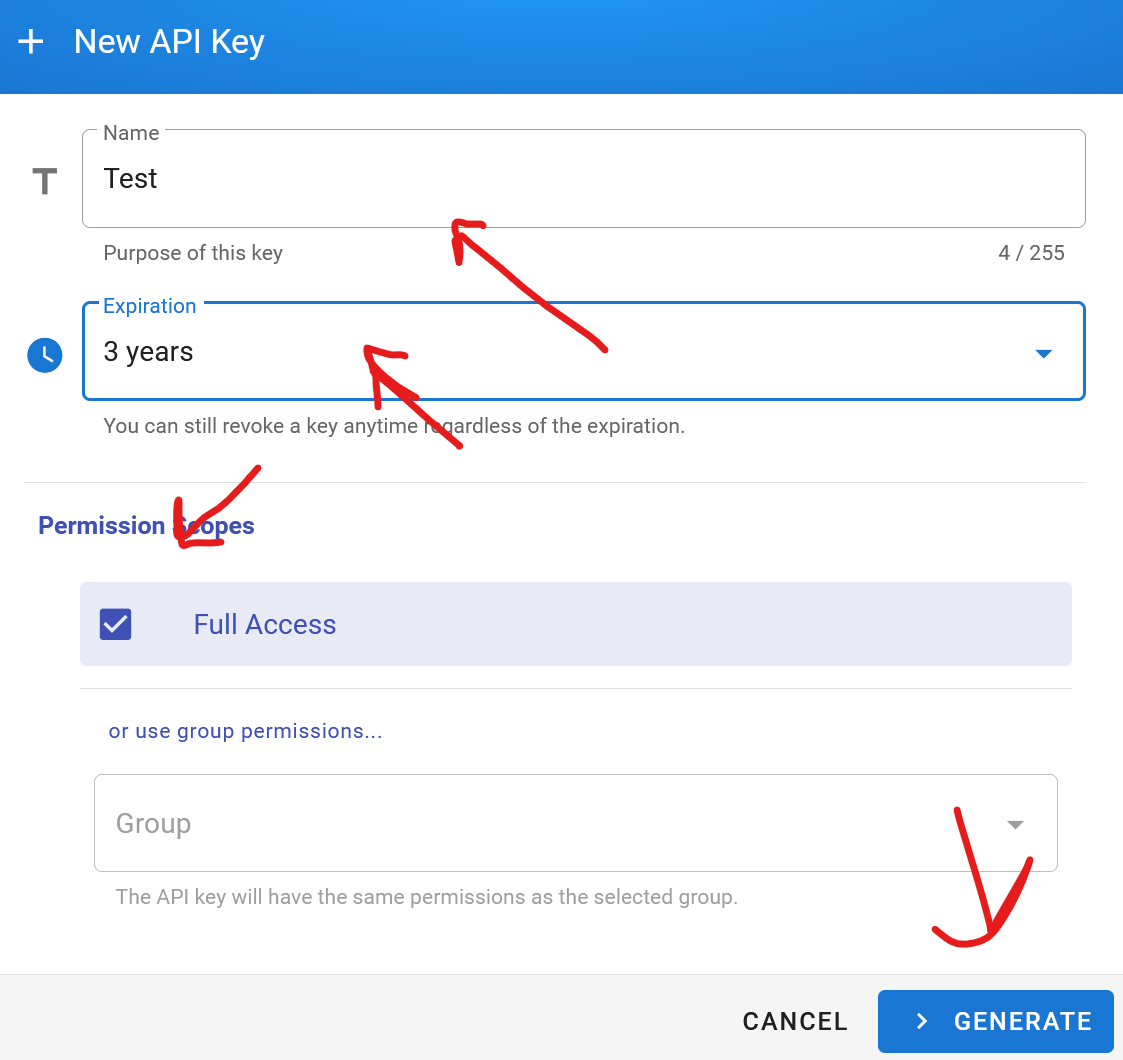 New API Key
Name
Test
Purpose of this key 4 / 255
Expiration
3 years
You can still revoke a key anytime regardless of the expiration.
Permission Scopes
Full Access
or use group permissions...
Group
The API key will have the same permissions as the selected group.
CANCEL GENERATE